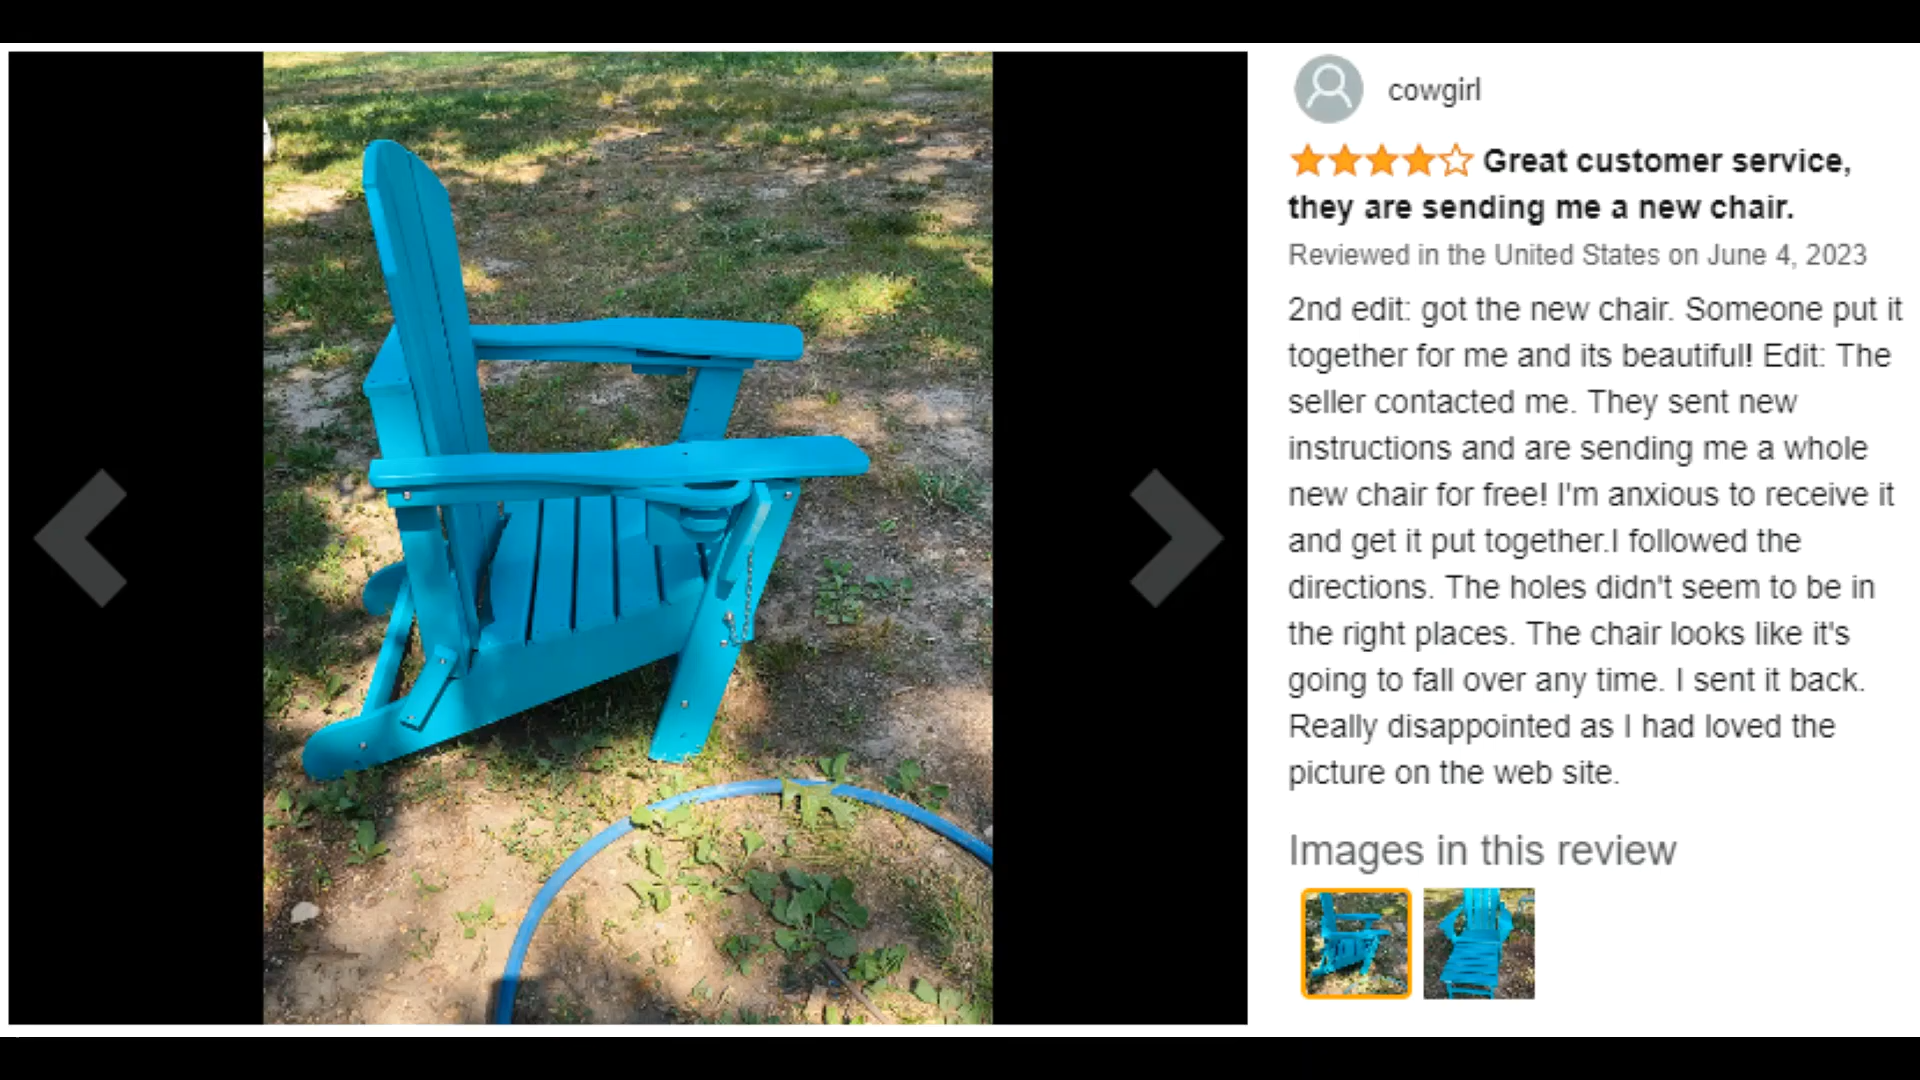 cowgirl
Great customer service,
they are sending me a new chair.
Reviewed in the United States on June 4, 2023
2nd edit: got the new chair. Someone put it
together for me and its beautiful! Edit: The
seller contacted me. They sent new
instructions and are sending me a whole
new chair for free! I'm anxious to receive it
and get it put together.I followed the
directions. The holes didn't seem to be in
the right places. The chair looks like it's
going to fall over any time. I sent it back.
Really disappointed as I had loved the
picture on the web site.
Images in this review